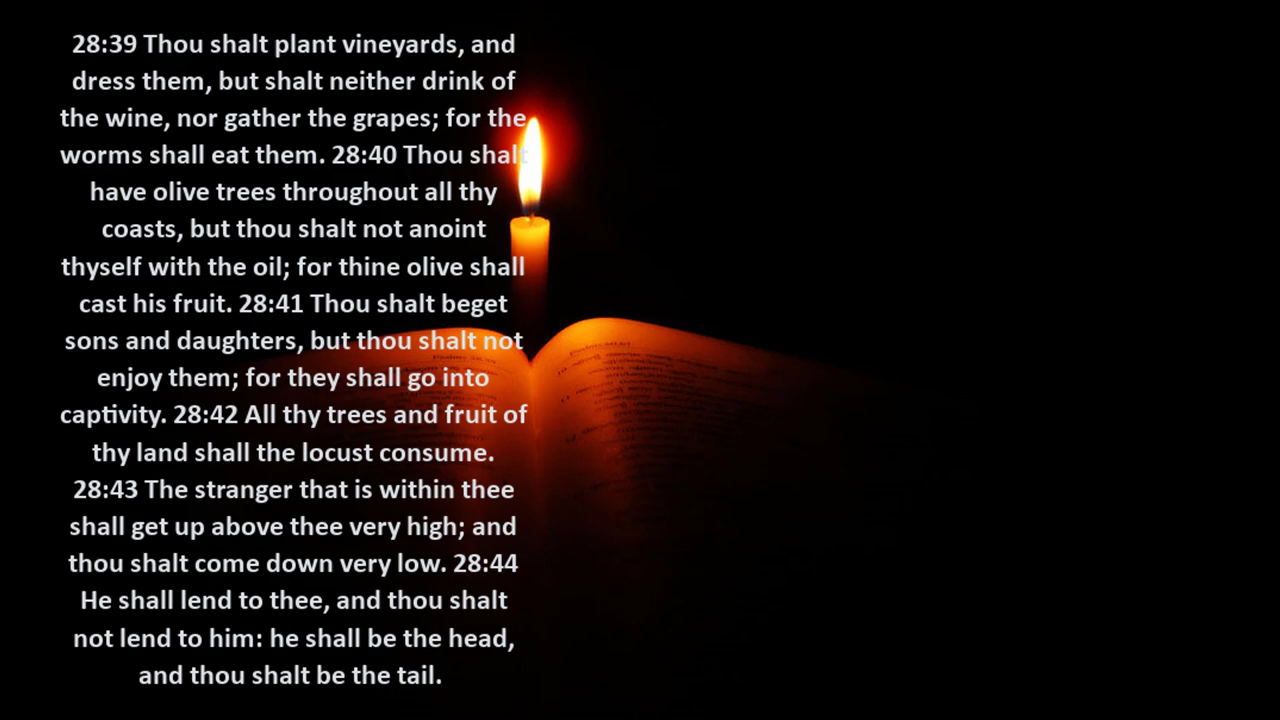 28:39 Thou shalt plant vineyards, and
dress them, but shalt neither drink of
the wine, nor gather the grapes; for the
worms shall eat them. 28:40 Thou shalt
have olive trees throughout all thy
coasts, but thou shalt not anoint
thyself with the oil; for thine olive shall
cast his fruit. 28:41 Thou shalt beget
sons and daughters, but thou shalt not
enjoy them; for they shall go into
captivity. 28:42 All thy trees and fruit of
thy land shall the locust consume.
28:43 The stranger that is within thee
shall get up above thee very high; and
thou shalt come down very low. 28:44
He shall lend to thee, and thou shalt
not lend to him: he shall be the head,
and thou shalt be the tail.